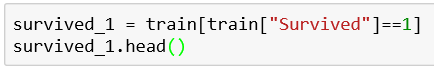 survived_1 = train[train["Survived"]==1]
survived_1.head()